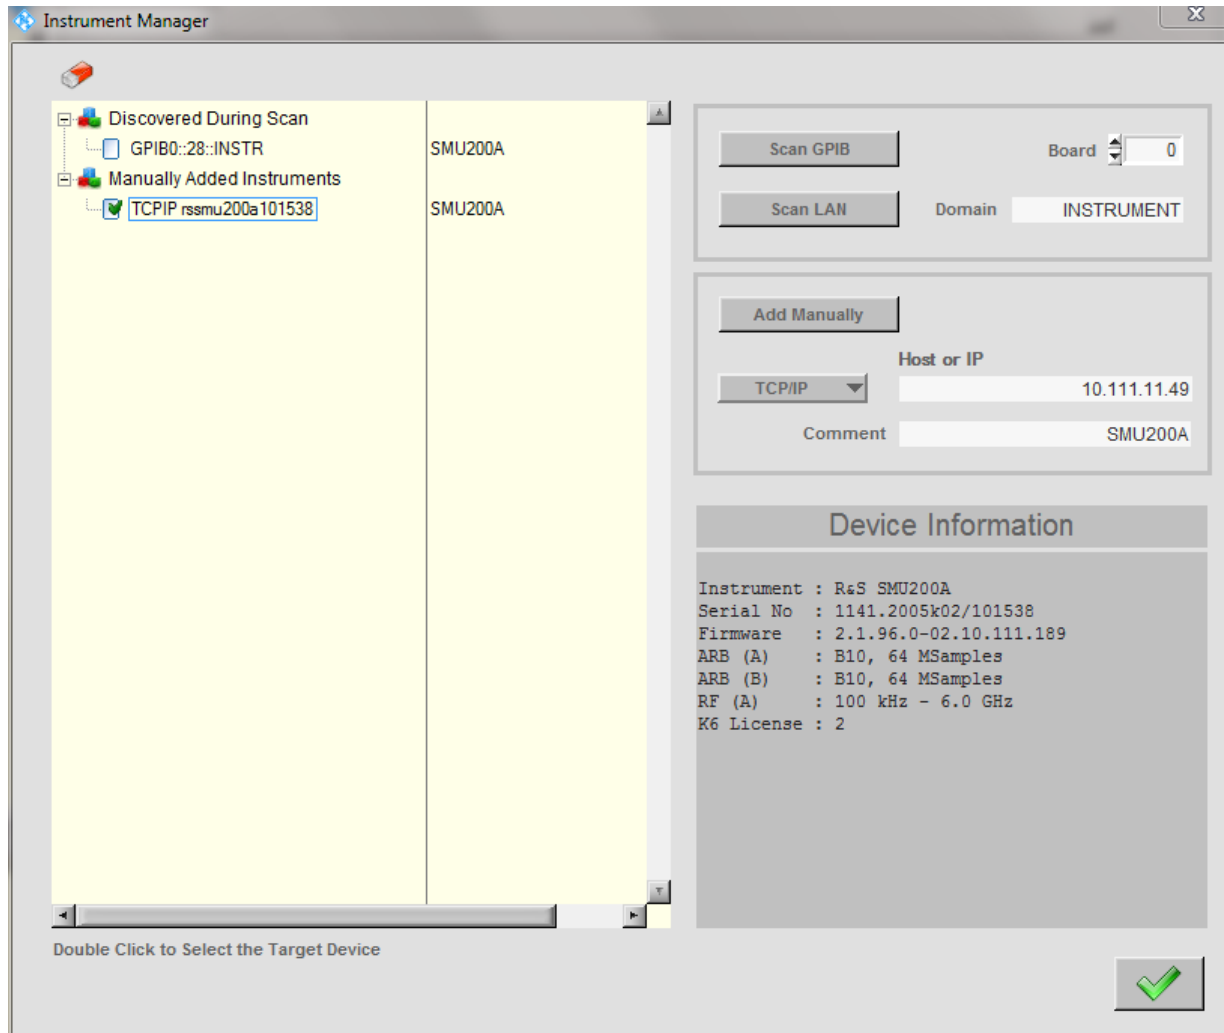 Instrument Manager
Discovered During Scan
GPIB0::28::INSTR SMU200A
Manually Added Instruments
TCPIP rssmu200a101538 SMU200A
Double Click to Select the Target Device
Scan GPIB Board 0
Scan LAN Domain INSTRUMENT
Add Manually
Host or IP
TCP/IP 10.111.11.49
Comment SMU200A
Device Information
Instrument : R&S SMU200A
Serial No : 1141.2005k02/101538
Firmware : 2.1.96.0-02.10.111.189
ARB (A) : B10, 64 MSamples
ARB (B) : B10, 64 MSamples
RF (A) : 100 kHz - 6.0 GHz
K6 License : 2